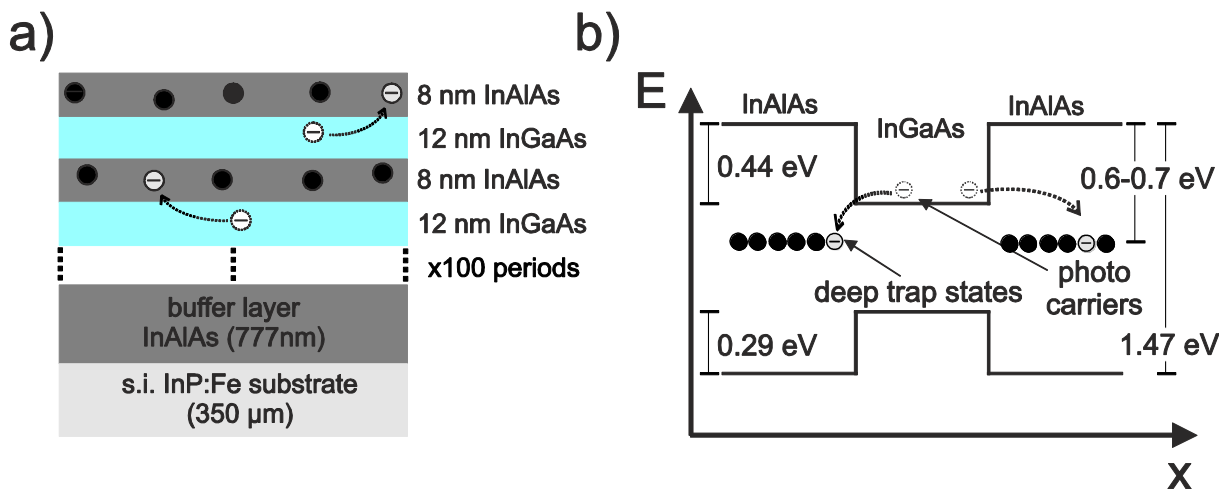 a)
8 nm InAlAs
12 nm InGaAs
8 nm InAlAs
12 nm InGaAs
x100 periods
buffer layer
InAlAs (777nm)
s.i. InP:Fe substrate
(350 µm)
b)
E
InAlAs
InGaAs
InAlAs
0.44 eV
0.6-0.7 eV
deep trap states
photo
carriers
0.29 eV
1.47 eV
x